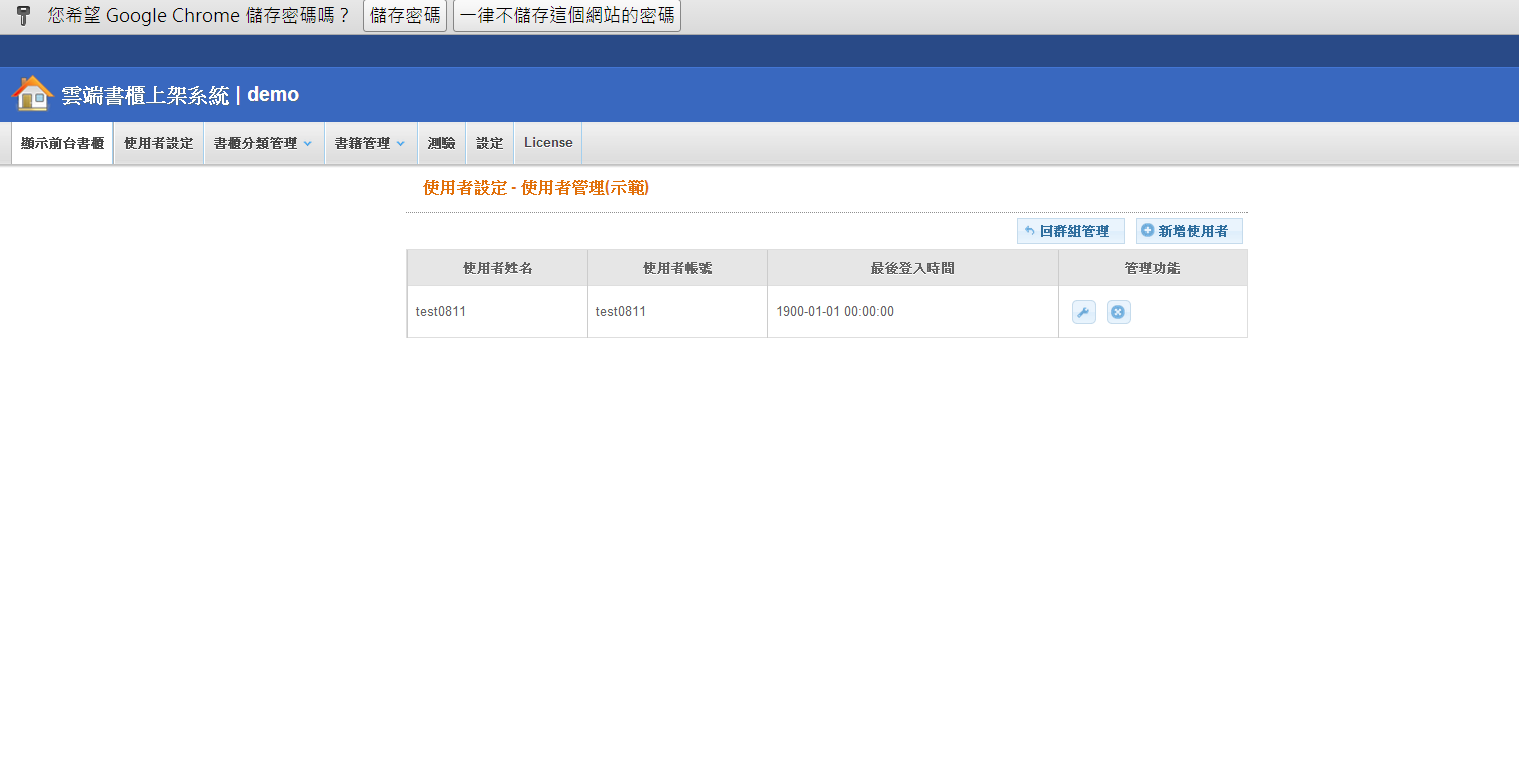 您希望 Google Chrome 儲存密碼嗎？ 儲存密碼 一律不儲存這個網站的密碼
雲端書櫃上架系統 | demo
顯示前台書櫃 使用者設定 書櫃分類管理 書籍管理 測驗 設定 License
使用者設定 - 使用者管理(示範)
回群組管理 新增使用者
使用者姓名 使用者帳號 最後登入時間 管理功能
test0811 test0811 1900-01-01 00:00:00